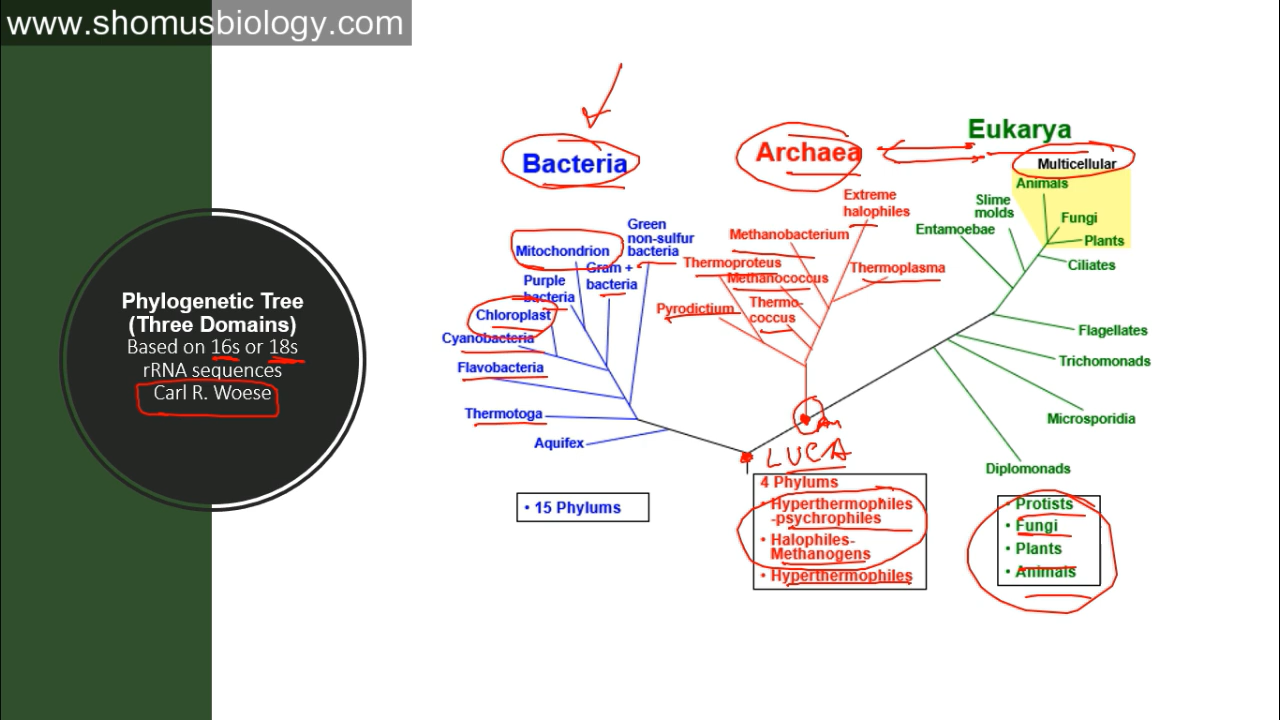 www.shomusbiology.com
Phylogenetic Tree
(Three Domains)
Based on 16s or 18s
rRNA sequences
Carl R. Woese
Bacteria
Mitochondrion
Green
non-sulfur
bacteria
Gram +
bacteria
Purple
bacteria
Chloroplast
Cyanobacteria
Flavobacteria
Thermotoga
Aquifex
• 15 Phylums
Archaea
Extreme
halophiles
Methanobacterium
Thermoproteus
Methanococcus
Thermoplasma
Pyrodictium
Thermo-
coccus
LUCA
4 Phylums
• Hyperthermophiles
-psychrophiles
• Halophiles-
Methanogens
• Hyperthermophiles
Eukarya
Multicellular
Animals
Slime
molds
Entamoebae
Fungi
Plants
Ciliates
Flagellates
Trichomonads
Microsporidia
Diplomonads
• Protists
• Fungi
• Plants
• Animals